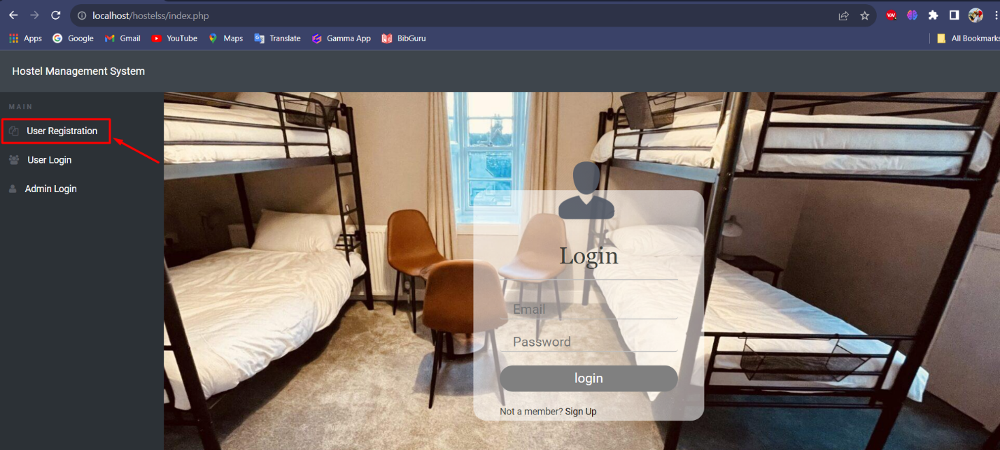 localhost/hostelss/index.php
Apps Google Gmail YouTube Maps Translate Gamma App BibGuru All Bookmarks
Hostel Management System
MAIN
User Registration
User Login
Admin Login
Login
Email
Password
login
Not a member? Sign Up